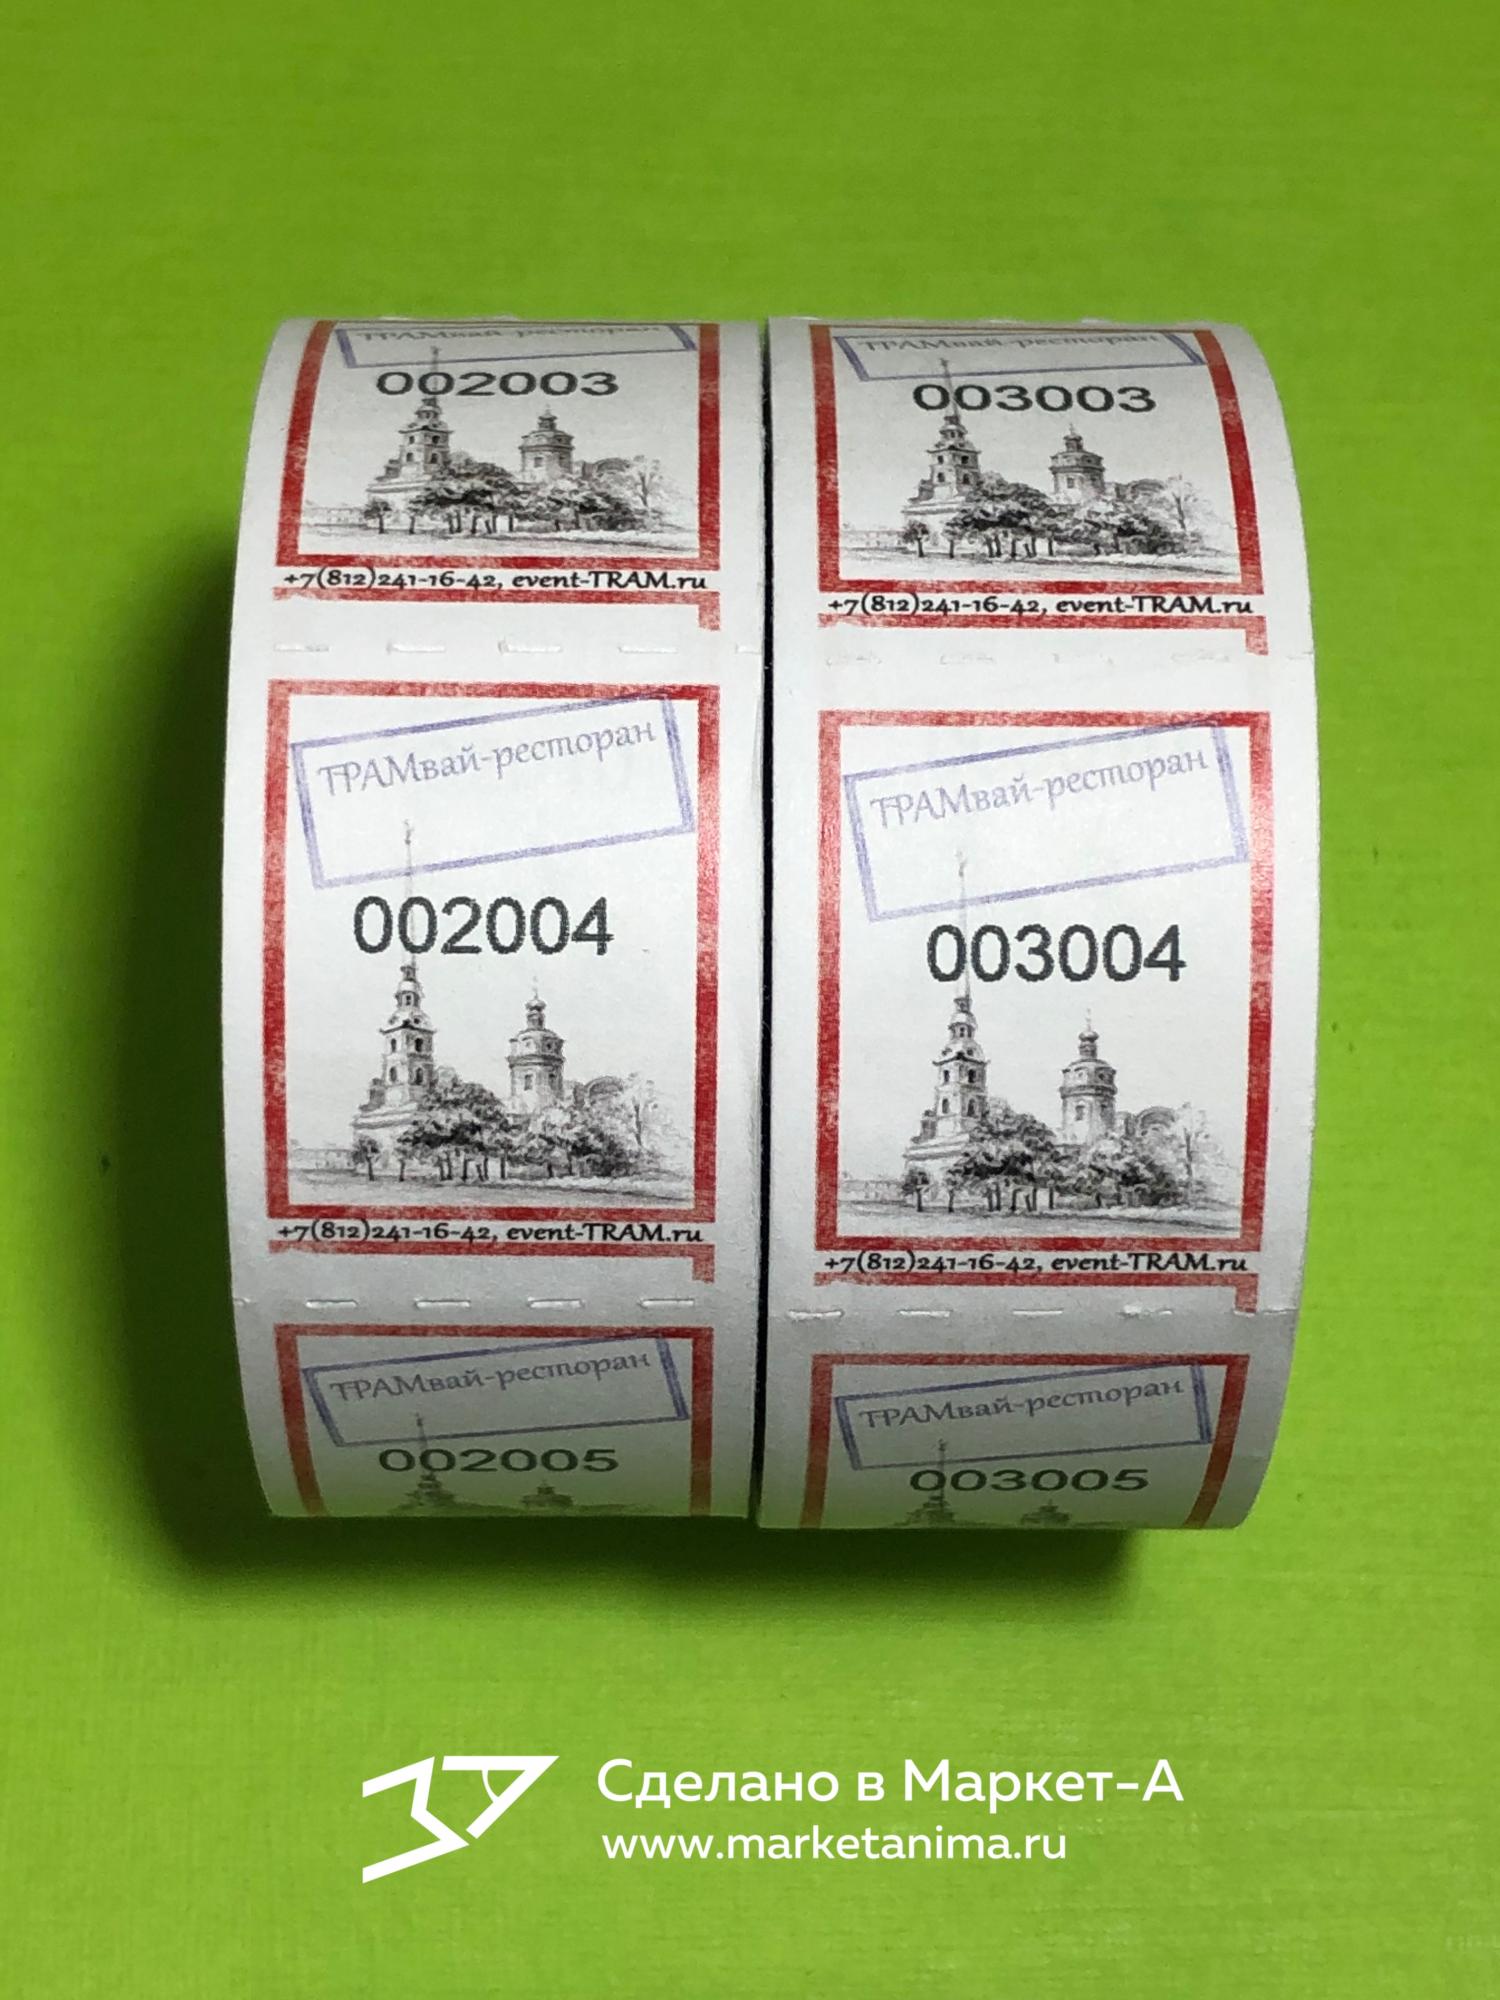 ТРАМвай-ресторан
002003
+7(812)241-16-42, event-TRAM.ru
ТРАМвай-ресторан
002004
+7(812)241-16-42, event-TRAM.ru
ТРАМвай-ресторан
002005
ТРАМвай-ресторан
003003
+7(812)241-16-42, event-TRAM.ru
ТРАМвай-ресторан
003004
+7(812)241-16-42, event-TRAM.ru
ТРАМвай-ресторан
003005
Сделано в Маркет-А
www.marketanima.ru